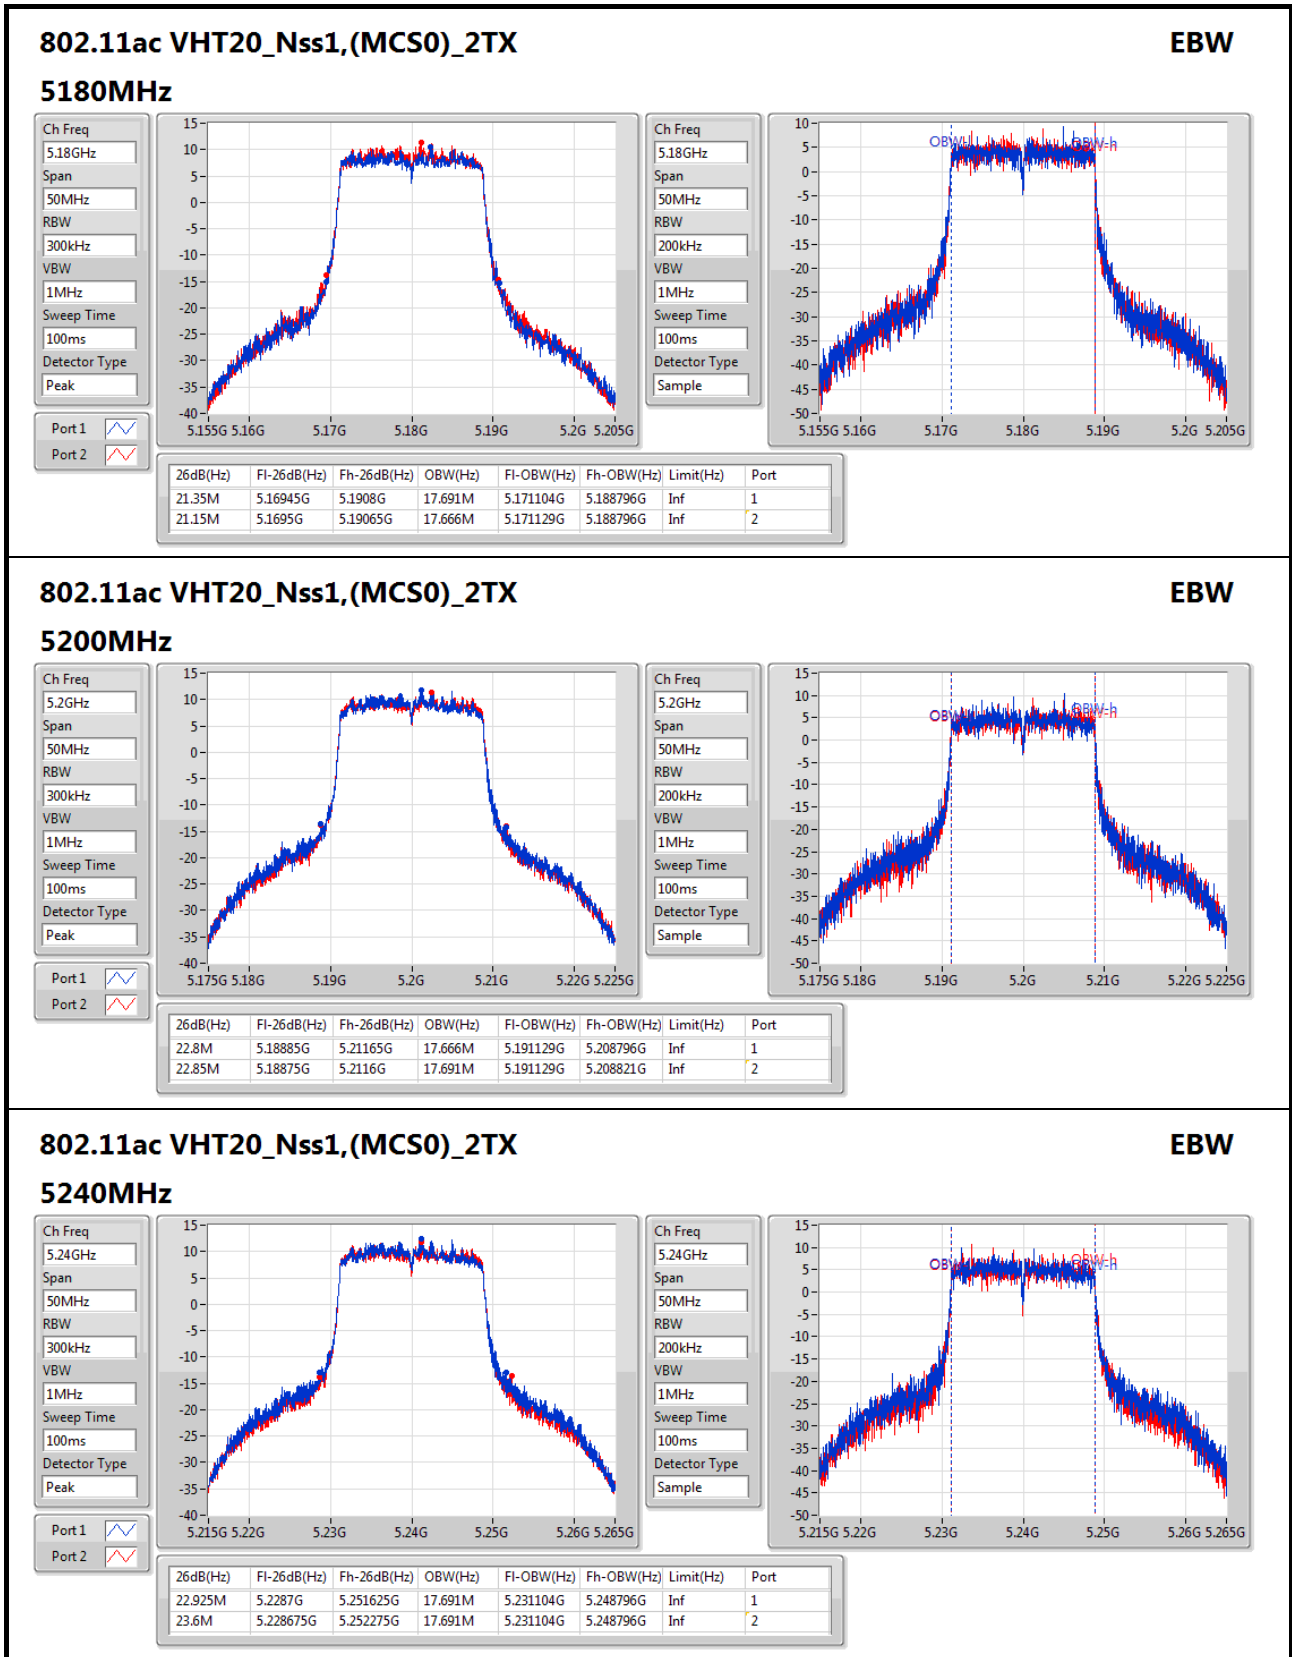 802.11ac VHT20_Nss1,(MCS0)_2TX EBW
5180MHz
Ch Freq
5.18GHz
Span
50MHz
RBW
300kHz
VBW
1MHz
Sweep Time
100ms
Detector Type
Peak
Port 1
Port 2
15
10
5
0
-5
-10
-15
-20
-25
-30
-35
-40
5.155G 5.16G 5.17G 5.18G 5.19G 5.2G 5.205G
Ch Freq
5.18GHz
Span
50MHz
RBW
200kHz
VBW
1MHz
Sweep Time
100ms
Detector Type
Sample
10
5
0
-5
-10
-15
-20
-25
-30
-35
-40
-45
-50
OBW-h
5.155G 5.16G 5.17G 5.18G 5.19G 5.2G 5.205G
26dB(Hz) Fl-26dB(Hz) Fh-26dB(Hz) OBW(Hz) Fl-OBW(Hz) Fh-OBW(Hz) Limit(Hz) Port
21.35M 5.16945G 5.1908G 17.691M 5.171104G 5.188796G Inf 1
21.15M 5.1695G 5.19065G 17.666M 5.171129G 5.188796G Inf 2
802.11ac VHT20_Nss1,(MCS0)_2TX EBW
5200MHz
Ch Freq
5.2GHz
Span
50MHz
RBW
300kHz
VBW
1MHz
Sweep Time
100ms
Detector Type
Peak
Port 1
Port 2
15
10
5
0
-5
-10
-15
-20
-25
-30
-35
-40
5.175G 5.18G 5.19G 5.2G 5.21G 5.22G 5.225G
Ch Freq
5.2GHz
Span
50MHz
RBW
200kHz
VBW
1MHz
Sweep Time
100ms
Detector Type
Sample
15
10
5
0
-5
-10
-15
-20
-25
-30
-35
-40
-45
-50
OBW-h
5.175G 5.18G 5.19G 5.2G 5.21G 5.22G 5.225G
26dB(Hz) Fl-26dB(Hz) Fh-26dB(Hz) OBW(Hz) Fl-OBW(Hz) Fh-OBW(Hz) Limit(Hz) Port
22.8M 5.18885G 5.21165G 17.666M 5.191129G 5.208796G Inf 1
22.85M 5.18875G 5.2116G 17.691M 5.191129G 5.208821G Inf 2
802.11ac VHT20_Nss1,(MCS0)_2TX EBW
5240MHz
Ch Freq
5.24GHz
Span
50MHz
RBW
300kHz
VBW
1MHz
Sweep Time
100ms
Detector Type
Peak
Port 1
Port 2
15
10
5
0
-5
-10
-15
-20
-25
-30
-35
-40
5.215G 5.22G 5.23G 5.24G 5.25G 5.26G 5.265G
Ch Freq
5.24GHz
Span
50MHz
RBW
200kHz
VBW
1MHz
Sweep Time
100ms
Detector Type
Sample
15
10
5
0
-5
-10
-15
-20
-25
-30
-35
-40
-45
-50
OBW-h
5.215G 5.22G 5.23G 5.24G 5.25G 5.26G 5.265G
26dB(Hz) Fl-26dB(Hz) Fh-26dB(Hz) OBW(Hz) Fl-OBW(Hz) Fh-OBW(Hz) Limit(Hz) Port
22.925M 5.2287G 5.251625G 17.691M 5.231104G 5.248796G Inf 1
23.6M 5.228675G 5.252275G 17.691M 5.231104G 5.248796G Inf 2